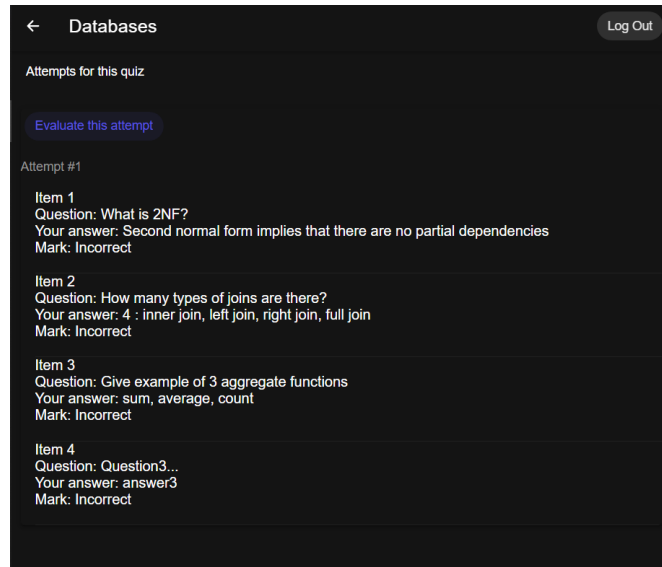 Databases
Log Out
Attempts for this quiz
Evaluate this attempt
Attempt #1
Item 1
Question: What is 2NF?
Your answer: Second normal form implies that there are no partial dependencies
Mark: Incorrect
Item 2
Question: How many types of joins are there?
Your answer: 4 : inner join, left join, right join, full join
Mark: Incorrect
Item 3
Question: Give example of 3 aggregate functions
Your answer: sum, average, count
Mark: Incorrect
Item 4
Question: Question3...
Your answer: answer3
Mark: Incorrect